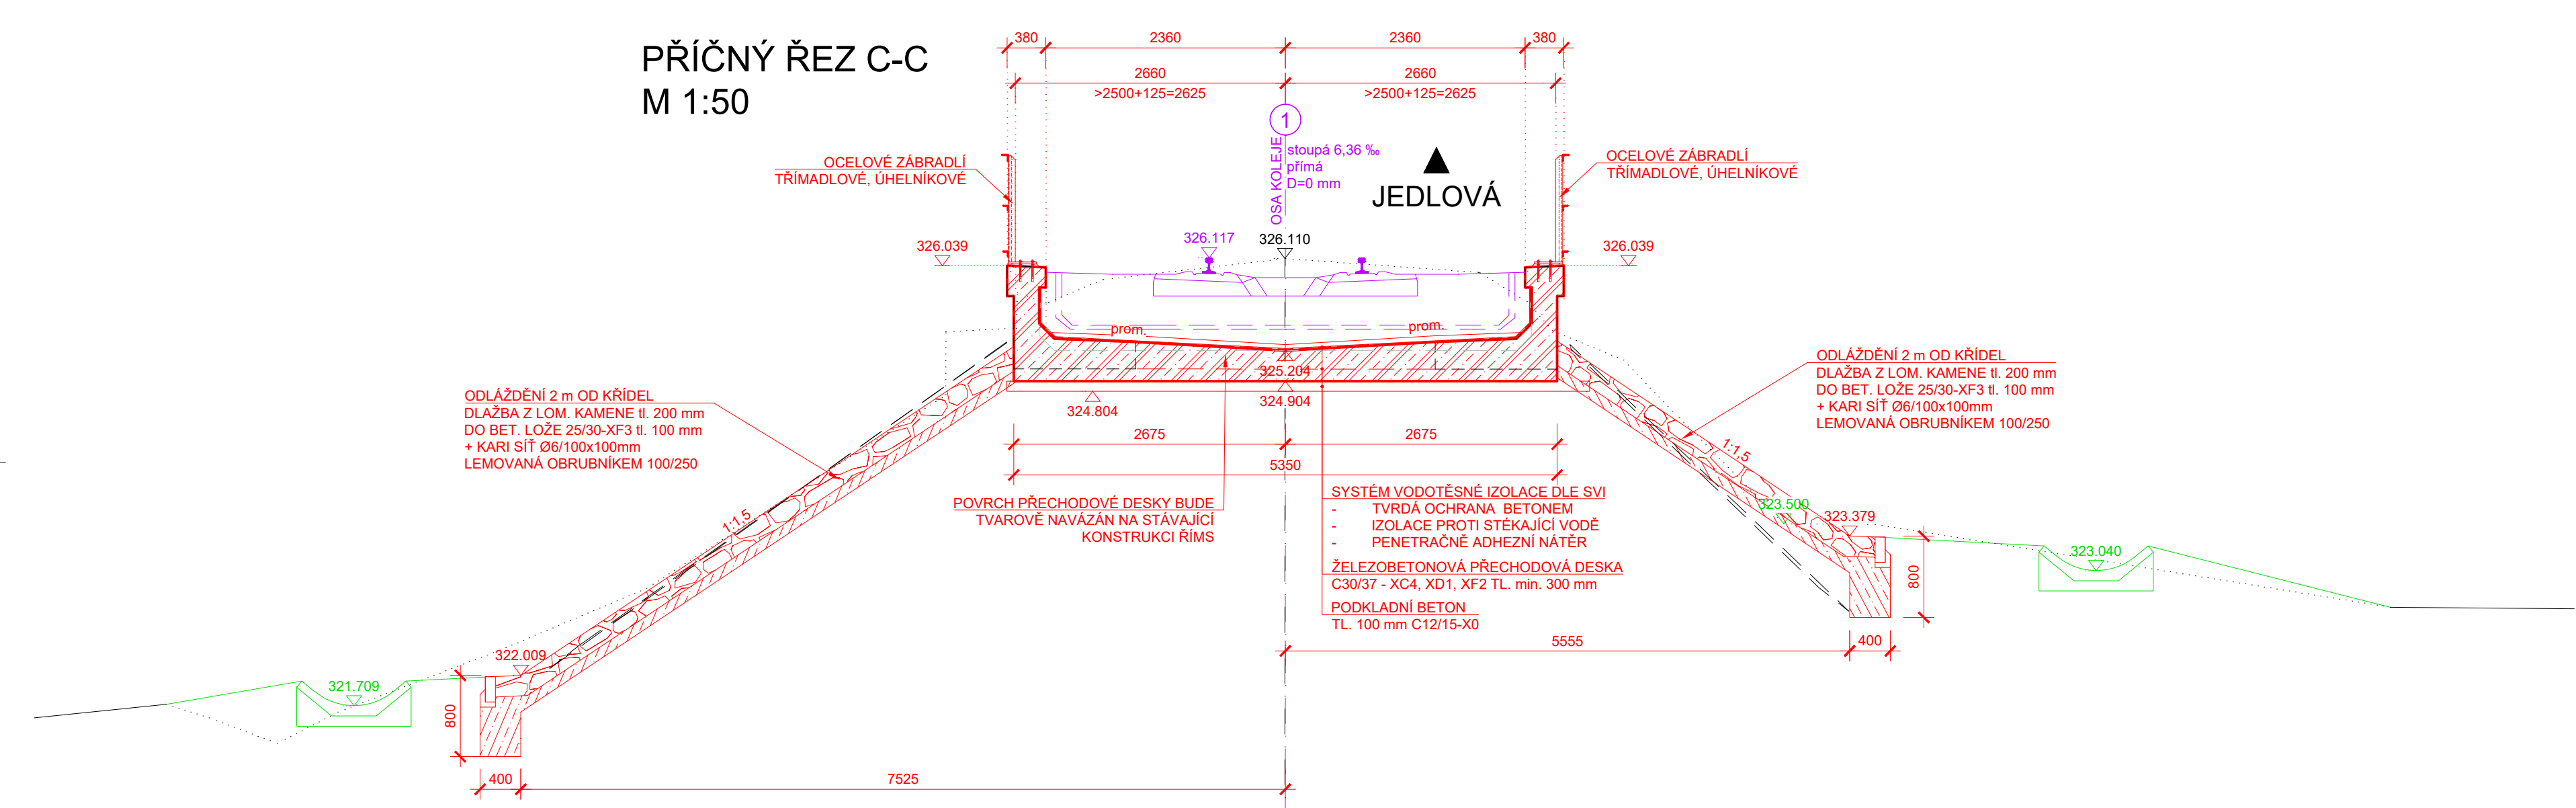 PŘÍČNÝ ŘEZ C-C
M 1:50
380
2360
2360
380
2660
2660
>2500+125=2625
>2500+125=2625
1
OSA KOLEJE
stoupá 6,36 ‰
přímá
D=0 mm
JEDLOVÁ
OCELOVÉ ZÁBRADLÍ
TŘÍMADLOVÉ, ÚHELNÍKOVÉ
OCELOVÉ ZÁBRADLÍ
TŘÍMADLOVÉ, ÚHELNÍKOVÉ
326.039
326.117
326.110
326.039
prom.
prom.
325.204
324.904
324.804
ODLÁŽDĚNÍ 2 m OD KŘÍDEL
DLAŽBA Z LOM. KAMENE tl. 200 mm
DO BET. LOŽE 25/30-XF3 tl. 100 mm
+ KARI SÍŤ Ø6/100x100mm
LEMOVANÁ OBRUBNÍKEM 100/250
ODLÁŽDĚNÍ 2 m OD KŘÍDEL
DLAŽBA Z LOM. KAMENE tl. 200 mm
DO BET. LOŽE 25/30-XF3 tl. 100 mm
+ KARI SÍŤ Ø6/100x100mm
LEMOVANÁ OBRUBNÍKEM 100/250
2675
2675
5350
1:1,5
1:1,5
POVRCH PŘECHODOVÉ DESKY BUDE
TVAROVĚ NAVÁZÁN NA STÁVAJÍCÍ
KONSTRUKCI ŘÍMS
SYSTÉM VODOTĚSNÉ IZOLACE DLE SVI
- TVRDÁ OCHRANA BETONEM
- IZOLACE PROTI STÉKAJÍCÍ VODĚ
- PENETRAČNĚ ADHEZNÍ NÁTĚR
ŽELEZOBETONOVÁ PŘECHODOVÁ DESKA
C30/37 - XC4, XD1, XF2 TL. min. 300 mm
PODKLADNÍ BETON
TL. 100 mm C12/15-X0
323.500
323.379
323.040
800
5555
400
322.009
321.709
800
400
7525